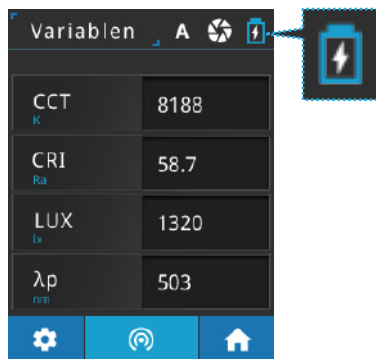 Variablen A
CCT 8188
K
CRI 58.7
Ra
LUX 1320
lx
λp 503
nm